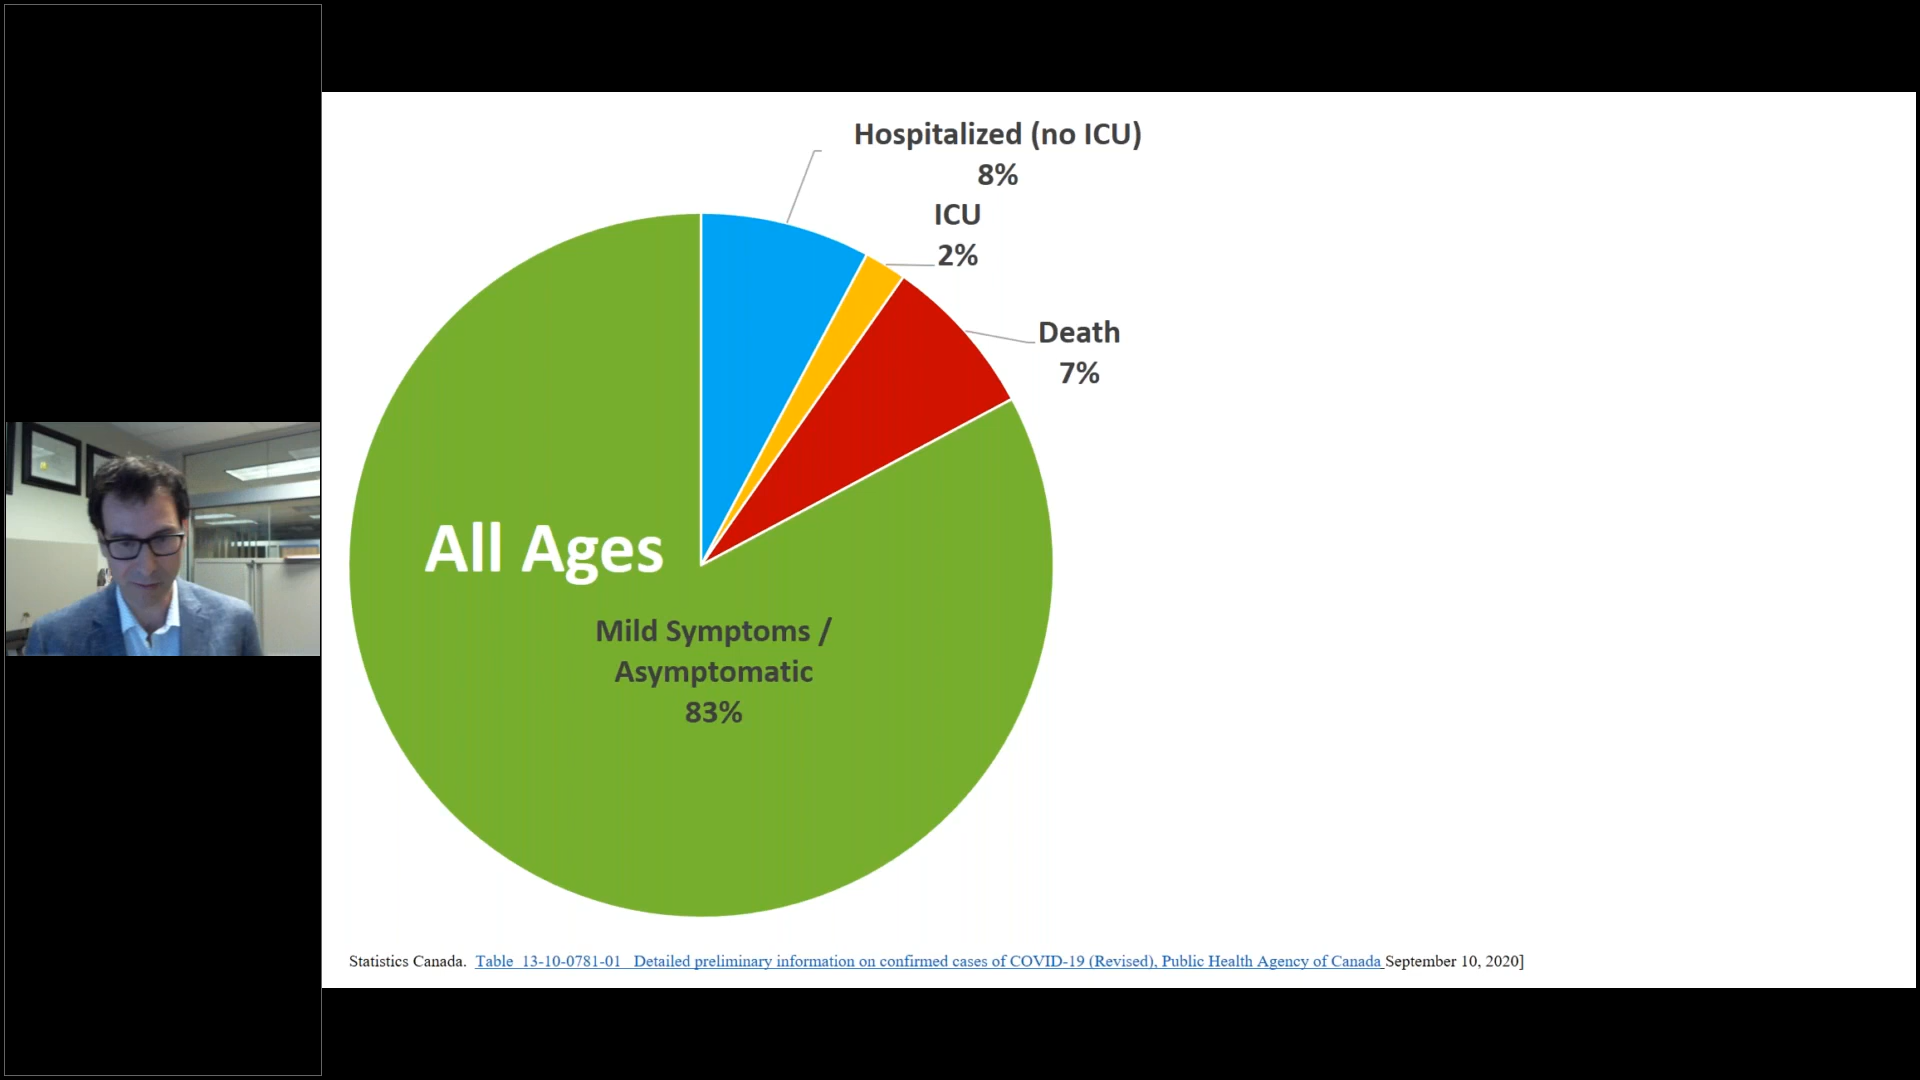 Hospitalized (no ICU)
8%
ICU
2%
Death
7%
All Ages
Mild Symptoms /
Asymptomatic
83%
Statistics Canada. Table 13-10-0781-01 Detailed preliminary information on confirmed cases of COVID-19 (Revised), Public Health Agency of Canada September 10, 2020]